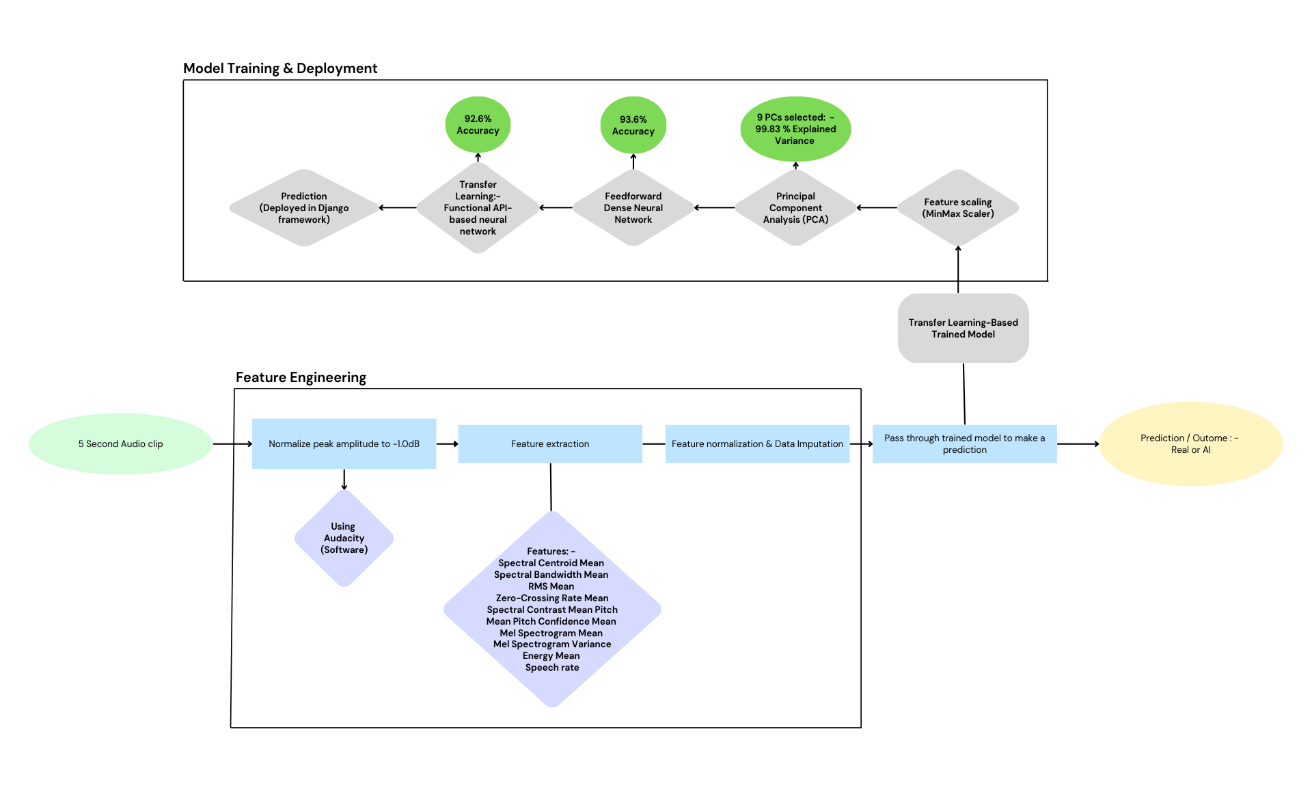 Model Training & Deployment
92.6%
Accuracy
93.6%
Accuracy
9 PCs selected: -
99.83 % Explained
Variance
Prediction
(Deployed in Django
framework)
Transfer
Learning:-
Functional API-
based neural
network
Feedforward
Dense Neural
Network
Principal
Component
Analysis (PCA)
Feature scaling
(MinMax Scaler)
Transfer Learning-Based
Trained Model
Feature Engineering
5 Second Audio clip
Normalize peak amplitude to -1.0dB
Feature extraction
Feature normalization & Data Imputation
Pass through trained model to make a
prediction
Prediction / Outome : -
Real or AI
Using
Audacity
(Software)
Features: -
Spectral Centroid Mean
Spectral Bandwidth Mean
RMS Mean
Zero-Crossing Rate Mean
Spectral Contrast Mean Pitch
Mean Pitch Confidence Mean
Mel Spectrogram Mean
Mel Spectrogram Variance
Energy Mean
Speech rate